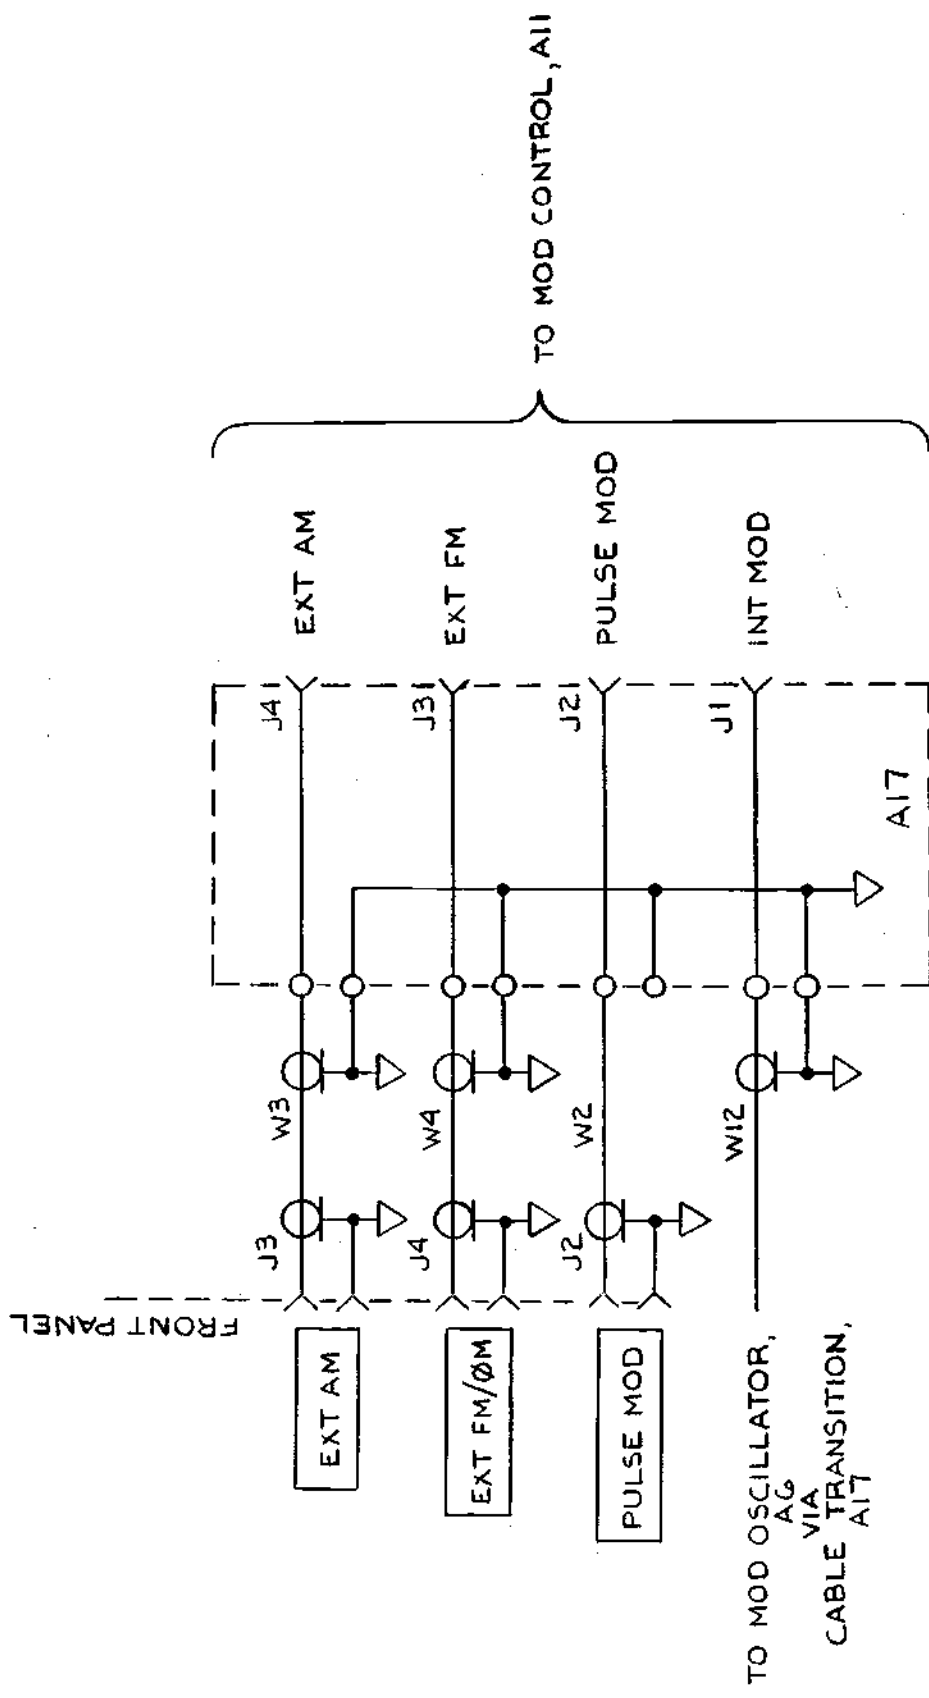 FRONT PANEL
EXT AM
J3
W3
J4
EXT AM
EXT FM/ØM
J4
W4
J3
EXT FM
PULSE MOD
J2
W2
J2
PULSE MOD
TO MOD OSCILLATOR,
A6
VIA
CABLE TRANSITION,
A17
W12
J1
INT MOD
A17
TO MOD CONTROL, A11